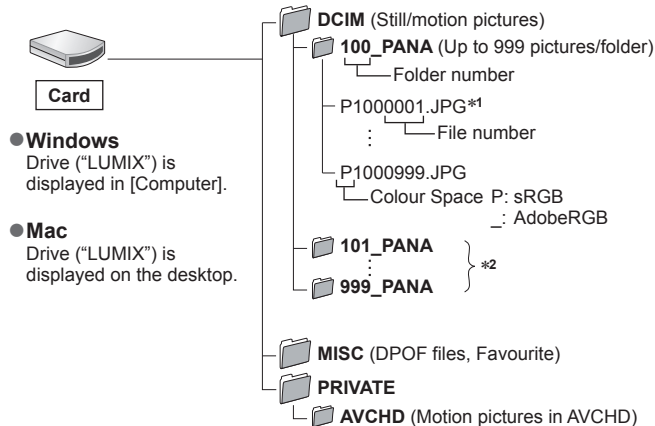 DCIM (Still/motion pictures)
100_PANA (Up to 999 pictures/folder)
Folder number
Card
P1000001.JPG*1
File number
●Windows
Drive (“LUMIX”) is
displayed in [Computer].
P1000999.JPG
Colour Space P: sRGB
_: AdobeRGB
●Mac
Drive (“LUMIX”) is
displayed on the desktop.
101_PANA
*2
999_PANA
MISC (DPOF files, Favourite)
PRIVATE
AVCHD (Motion pictures in AVCHD)